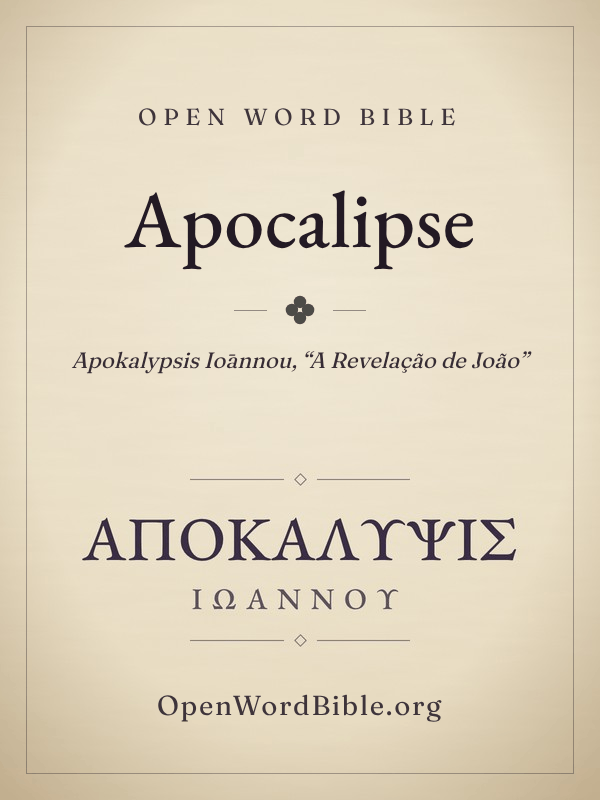 OPEN WORD BIBLE
Apocalipse
Apokalypsis Ioānnou, “A Revelação de João”
ΑΠΟΚΑΛΥΨΙΣ
ΙΩΑΝΝΟΥ
OpenWordBible.org